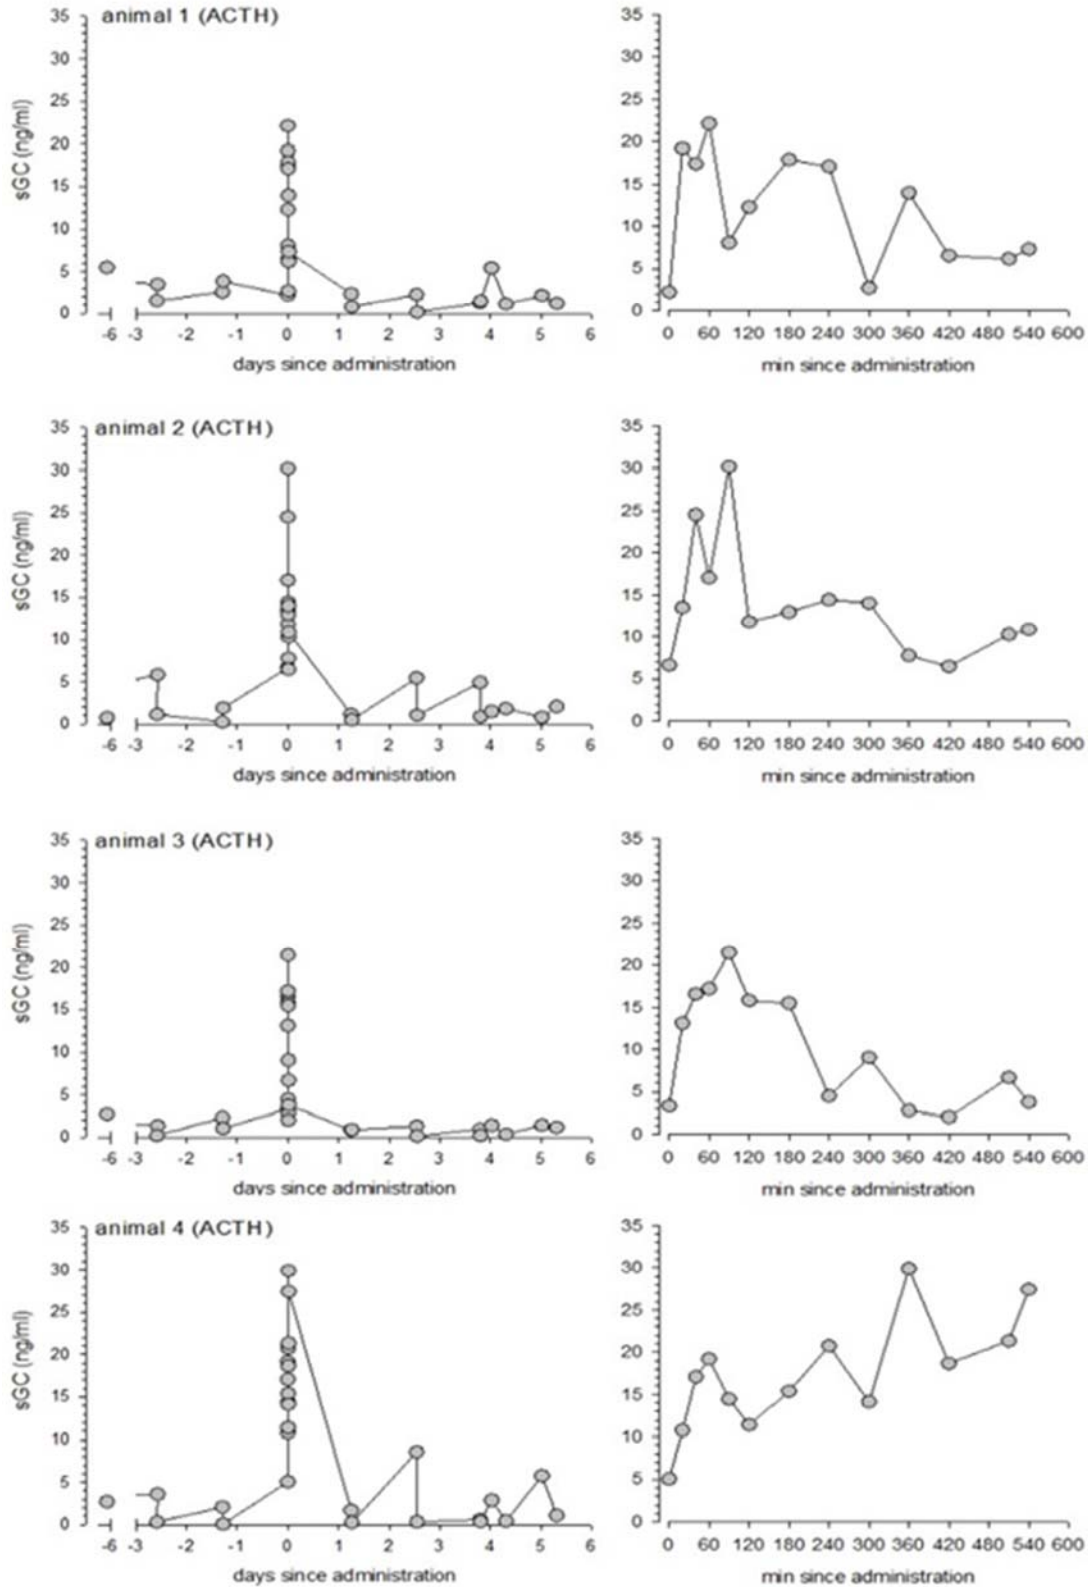 animal 1 (ACTH)
35
30
25
20
15
10
5
0
sGC (ng/ml)
-6 -3 -2 -1 0 1 2 3 4 5 6
days since administration
35
30
25
20
15
10
5
0
0 60 120 180 240 300 360 420 480 540 600
min since administration
animal 2 (ACTH)
35
30
25
20
15
10
5
0
sGC (ng/ml)
-6 -3 -2 -1 0 1 2 3 4 5 6
days since administration
35
30
25
20
15
10
5
0
0 60 120 180 240 300 360 420 480 540 600
min since administration
animal 3 (ACTH)
35
30
25
20
15
10
5
0
sGC (ng/ml)
-6 -3 -2 -1 0 1 2 3 4 5 6
days since administration
35
30
25
20
15
10
5
0
0 60 120 180 240 300 360 420 480 540 600
min since administration
animal 4 (ACTH)
35
30
25
20
15
10
5
0
sGC (ng/ml)
-6 -3 -2 -1 0 1 2 3 4 5 6
days since administration
35
30
25
20
15
10
5
0
0 60 120 180 240 300 360 420 480 540 600
min since administration